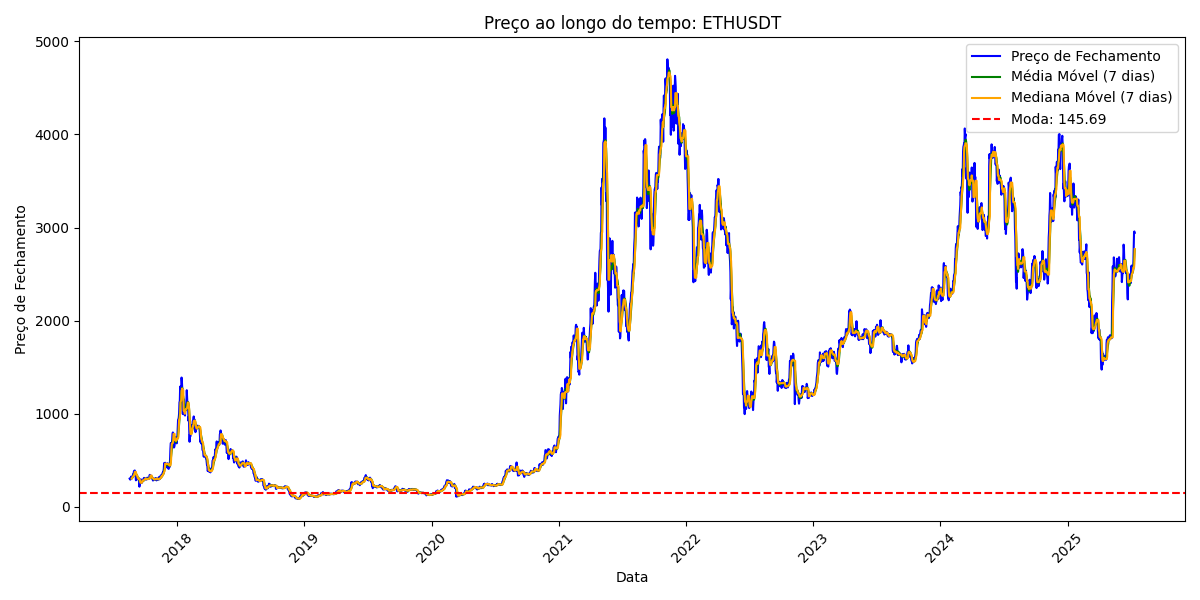 Preço ao longo do tempo: ETHUSDT
Preço de Fechamento
5000
4000
3000
2000
1000
0
Preço de Fechamento
Média Móvel (7 dias)
Mediana Móvel (7 dias)
Moda: 145.69
2018
2019
2020
2021
2022
2023
2024
2025
Data